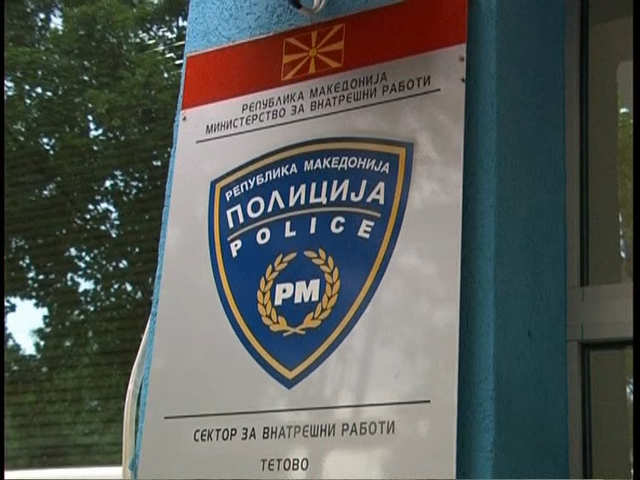 РЕПУБЛИКА МАКЕДОНИЈА
МИНИСТЕРСТВО ЗА ВНАТРЕШНИ РАБОТИ
РЕПУБЛИКА МАКЕДОНИЈА
ПОЛИЦИЈА
POLICE
РМ
СЕКТОР ЗА ВНАТРЕШНИ РАБОТИ
ТЕТОВО